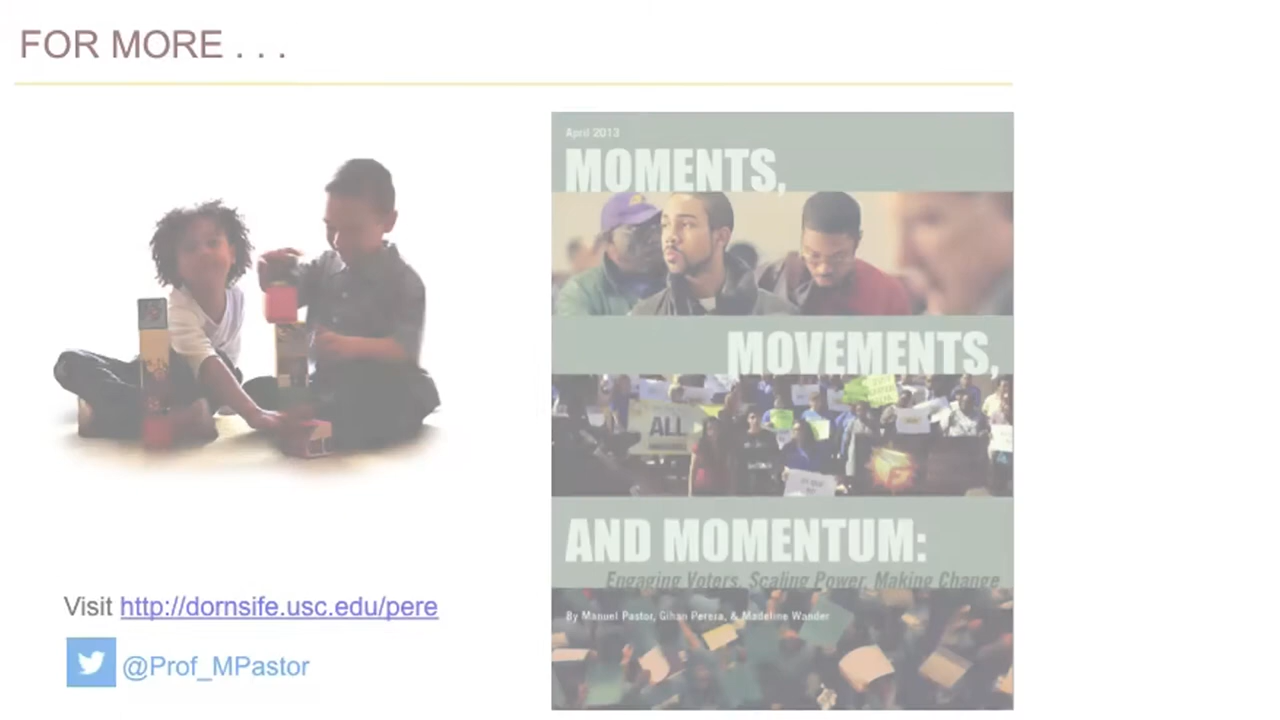 FOR MORE . . .
April 2013
MOMENTS,
MOVEMENTS,
ALL
AND MOMENTUM:
Engaging Voters, Scaling Power, Making Change
By Manuel Pastor, Gihan Perera, & Madeline Wander
Visit http://dornsife.usc.edu/pere
@Prof_MPastor